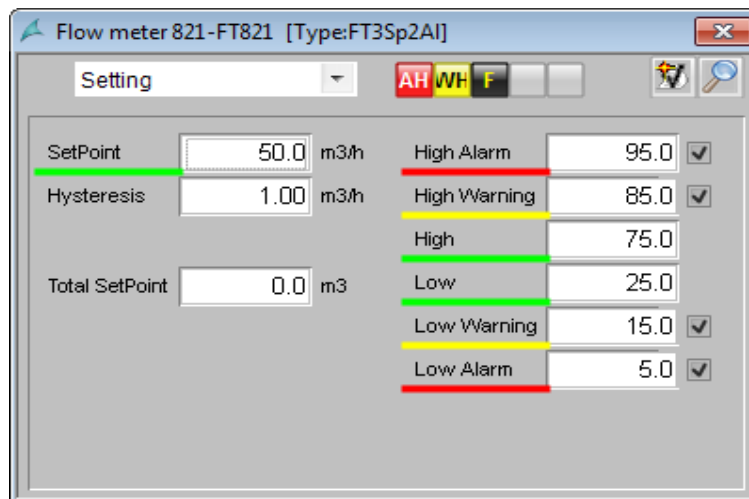 Flow meter 821-FT821 [Type:FT3Sp2AI]
Setting AH WH F
SetPoint 50.0 m3/h High Alarm 95.0
Hysteresis 1.00 m3/h High Warning 85.0
High 75.0
Total SetPoint 0.0 m3 Low 25.0
Low Warning 15.0
Low Alarm 5.0